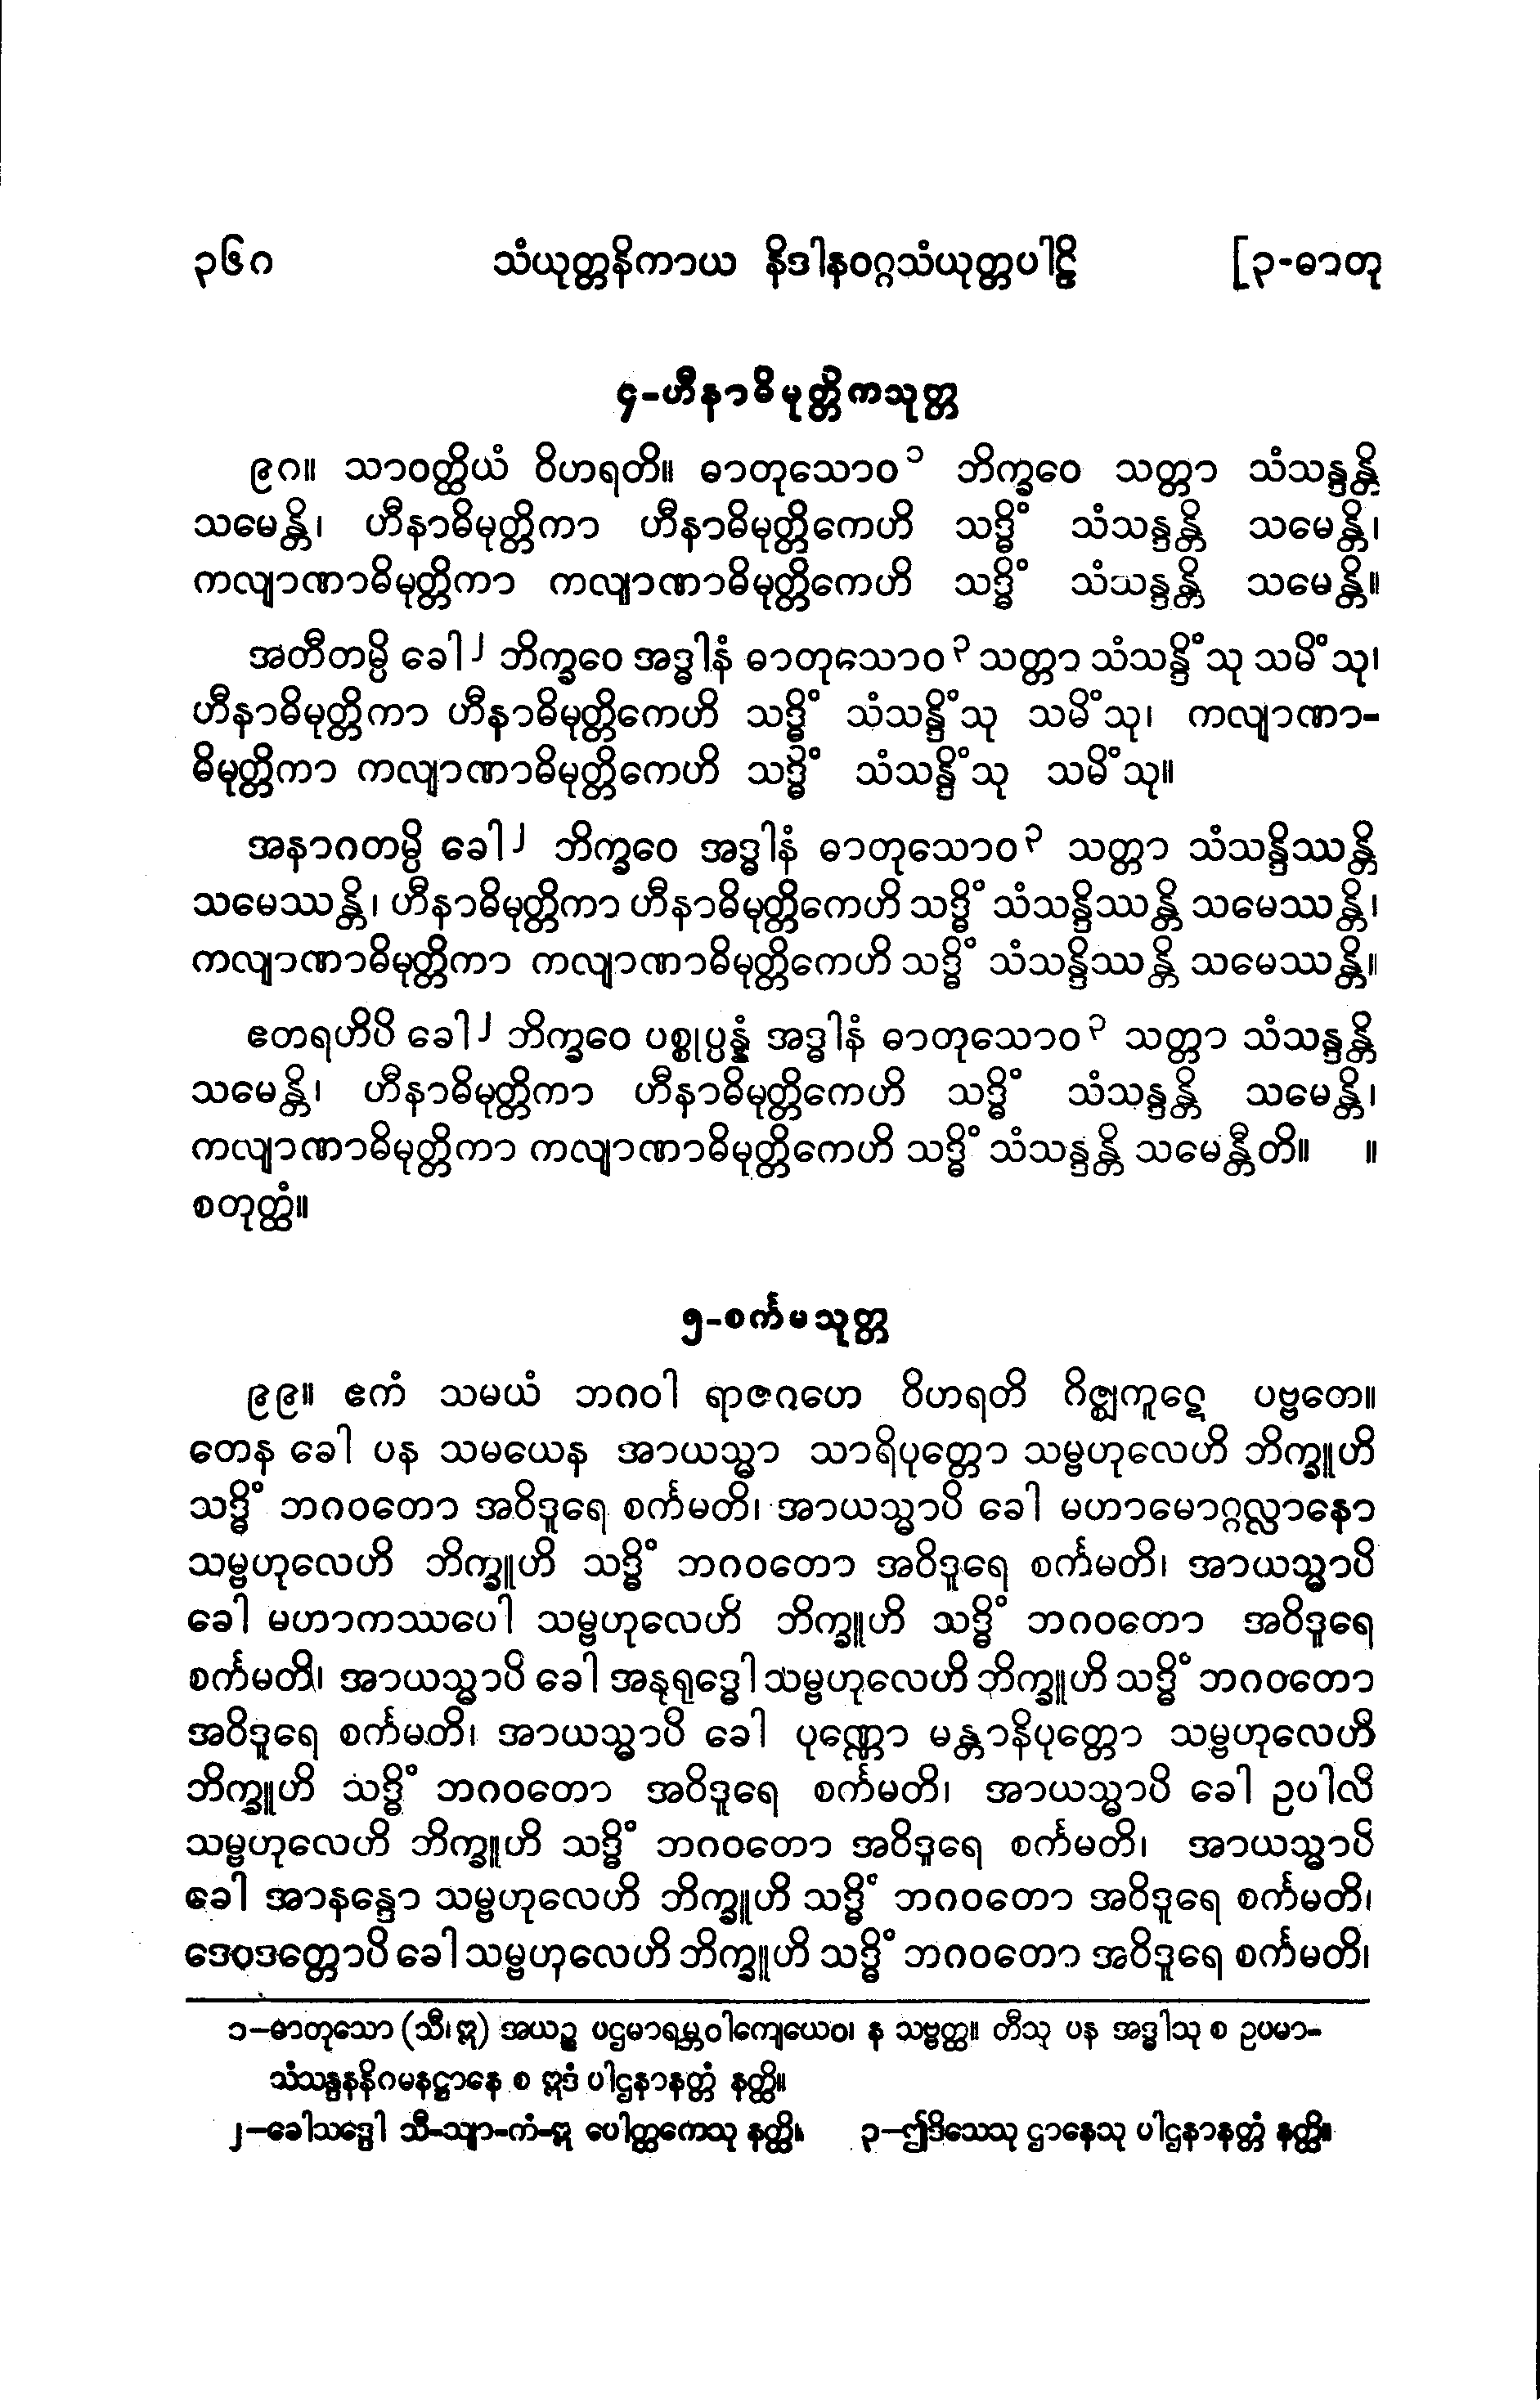 ၃၆၈ သံယုတ္တနိကာယ နိဒါနဝဂ္ဂသံယုတ္တပါဠိ [၃-ဓာတု
၄-ဟီနာဓိမုတ္တိကသုတ္တ
၉၈။ သာဝတ္ထိယံ ဝိဟရတိ။ ဓာတုသောဝ ၁ ဘိက္ခဝေ သတ္တာ သံသန္ဒန္တိ
သမေန္တိ၊ ဟီနာဓိမုတ္တိကာ ဟီနာဓိမုတ္တိကေဟိ သဒ္ဓိံ သံသန္ဒန္တိ သမေန္တိ၊
ကလျာဏာဓိမုတ္တိကာ ကလျာဏာဓိမုတ္တိကေဟိ သဒ္ဓိံ သံသန္ဒန္တိ သမေန္တိ။
အတီတမ္ပိ ခေါ ၂ ဘိက္ခဝေ အဒ္ဓါနံ ဓာတုသောဝ ၃ သတ္တာ သံသန္ဒိံသု သမိံသု၊
ဟီနာဓိမုတ္တိကာ ဟီနာဓိမုတ္တိကေဟိ သဒ္ဓိံ သံသန္ဒိံသု သမိံသု၊ ကလျာဏာ-
ဓိမုတ္တိကာ ကလျာဏာဓိမုတ္တိကေဟိ သဒ္ဓိံ သံသန္ဒိံသု သမိံသု။
အနာဂတမ္ပိ ခေါ ၂ ဘိက္ခဝေ အဒ္ဓါနံ ဓာတုသောဝ ၃ သတ္တာ သံသန္ဒိဿန္တိ
သမေဿန္တိ၊ ဟီနာဓိမုတ္တိကာ ဟီနာဓိမုတ္တိကေဟိ သဒ္ဓိံ သံသန္ဒိဿန္တိ သမေဿန္တိ၊
ကလျာဏာဓိမုတ္တိကာ ကလျာဏာဓိမုတ္တိကေဟိ သဒ္ဓိံ သံသန္ဒိဿန္တိ သမေဿန္တိ။
ဧတရဟိပိ ခေါ ၂ ဘိက္ခဝေ ပစ္စုပ္ပန္နံ အဒ္ဓါနံ ဓာတုသောဝ ၃ သတ္တာ သံသန္ဒန္တိ
သမေန္တိ၊ ဟီနာဓိမုတ္တိကာ ဟီနာဓိမုတ္တိကေဟိ သဒ္ဓိံ သံသန္ဒန္တိ သမေန္တိ၊
ကလျာဏာဓိမုတ္တိကာ ကလျာဏာဓိမုတ္တိကေဟိ သဒ္ဓိံ သံသန္ဒန္တိ သမေန္တီတိ။ ။
စတုတ္ထံ။
၅-စင်္ကမသုတ္တ
၉၉။ ဧကံ သမယံ ဘဂဝါ ရာဇဂဟေ ဝိဟရတိ ဂိဇ္ဈကူဋေ ပဗ္ဗတေ။
တေန ခေါ ပန သမယေန အာယသ္မာ သာရိပုတ္တော သမ္ဗဟုလေဟိ ဘိက္ခူဟိ
သဒ္ဓိံ ဘဂဝတော အဝိဒူရေ စင်္ကမတိ၊ အာယသ္မာပိ ခေါ မဟာမောဂ္ဂလ္လာနော
သမ္ဗဟုလေဟိ ဘိက္ခူဟိ သဒ္ဓိံ ဘဂဝတော အဝိဒူရေ စင်္ကမတိ၊ အာယသ္မာပိ
ခေါ မဟာကဿပေါ သမ္ဗဟုလေဟိ ဘိက္ခူဟိ သဒ္ဓိံ ဘဂဝတော အဝိဒူရေ
စင်္ကမတိ၊ အာယသ္မာပိ ခေါ အနုရုဒ္ဓေါ သမ္ဗဟုလေဟိ ဘိက္ခူဟိ သဒ္ဓိံ ဘဂဝတော
အဝိဒူရေ စင်္ကမတိ၊ အာယသ္မာပိ ခေါ ပုဏ္ဏော မန္တာနိပုတ္တော သမ္ဗဟုလေဟိ
ဘိက္ခူဟိ သဒ္ဓိံ ဘဂဝတော အဝိဒူရေ စင်္ကမတိ၊ အာယသ္မာပိ ခေါ ဥပါလိ
သမ္ဗဟုလေဟိ ဘိက္ခူဟိ သဒ္ဓိံ ဘဂဝတော အဝိဒူရေ စင်္ကမတိ၊ အာယသ္မာပိ
ခေါ အာနန္ဒော သမ္ဗဟုလေဟိ ဘိက္ခူဟိ သဒ္ဓိံ ဘဂဝတော အဝိဒူရေ စင်္ကမတိ၊
ဒေဝဒတ္တောပိ ခေါ သမ္ဗဟုလေဟိ ဘိက္ခူဟိ သဒ္ဓိံ ဘဂဝတော အဝိဒူရေ စင်္ကမတိ၊
၁–ဓာတုသော (သီ၊ ဣ) အယဉ္စ ပဌမာရမ္ဘဝါကျေယေဝ၊ န သဗ္ဗတ္ထ။ တီသု ပန အဒ္ဓါသု စ ဥပမာ-
သံသန္ဒနနိဂမနဋ္ဌာနေ စ ဣဒံ ပါဌနာနတ္တံ နတ္ထိ။
၂–ခေါသဒ္ဒေါ သီ-သျာ-ကံ-ဣ ပေါတ္ထကေသု နတ္ထိ။ ၃–ဤဒိသေသု ဌာနေသု ပါဌနာနတ္တံ နတ္ထိ။